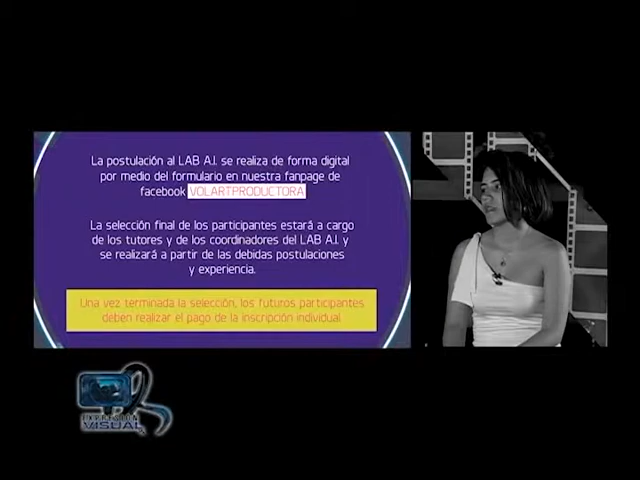 La postulación al LAB A.I. se realiza de forma digital
por medio del formulario en nuestra fanpage de
facebook VOLARTPRODUCTORA
La selección final de los participantes estará a cargo
de los tutores y de los coordinadores del LAB A.I. y
se realizará a partir de las debidas postulaciones
y experiencia.
Una vez terminada la selección, los futuros participantes
deben realizar el pago de la inscripción individual
VISUAL